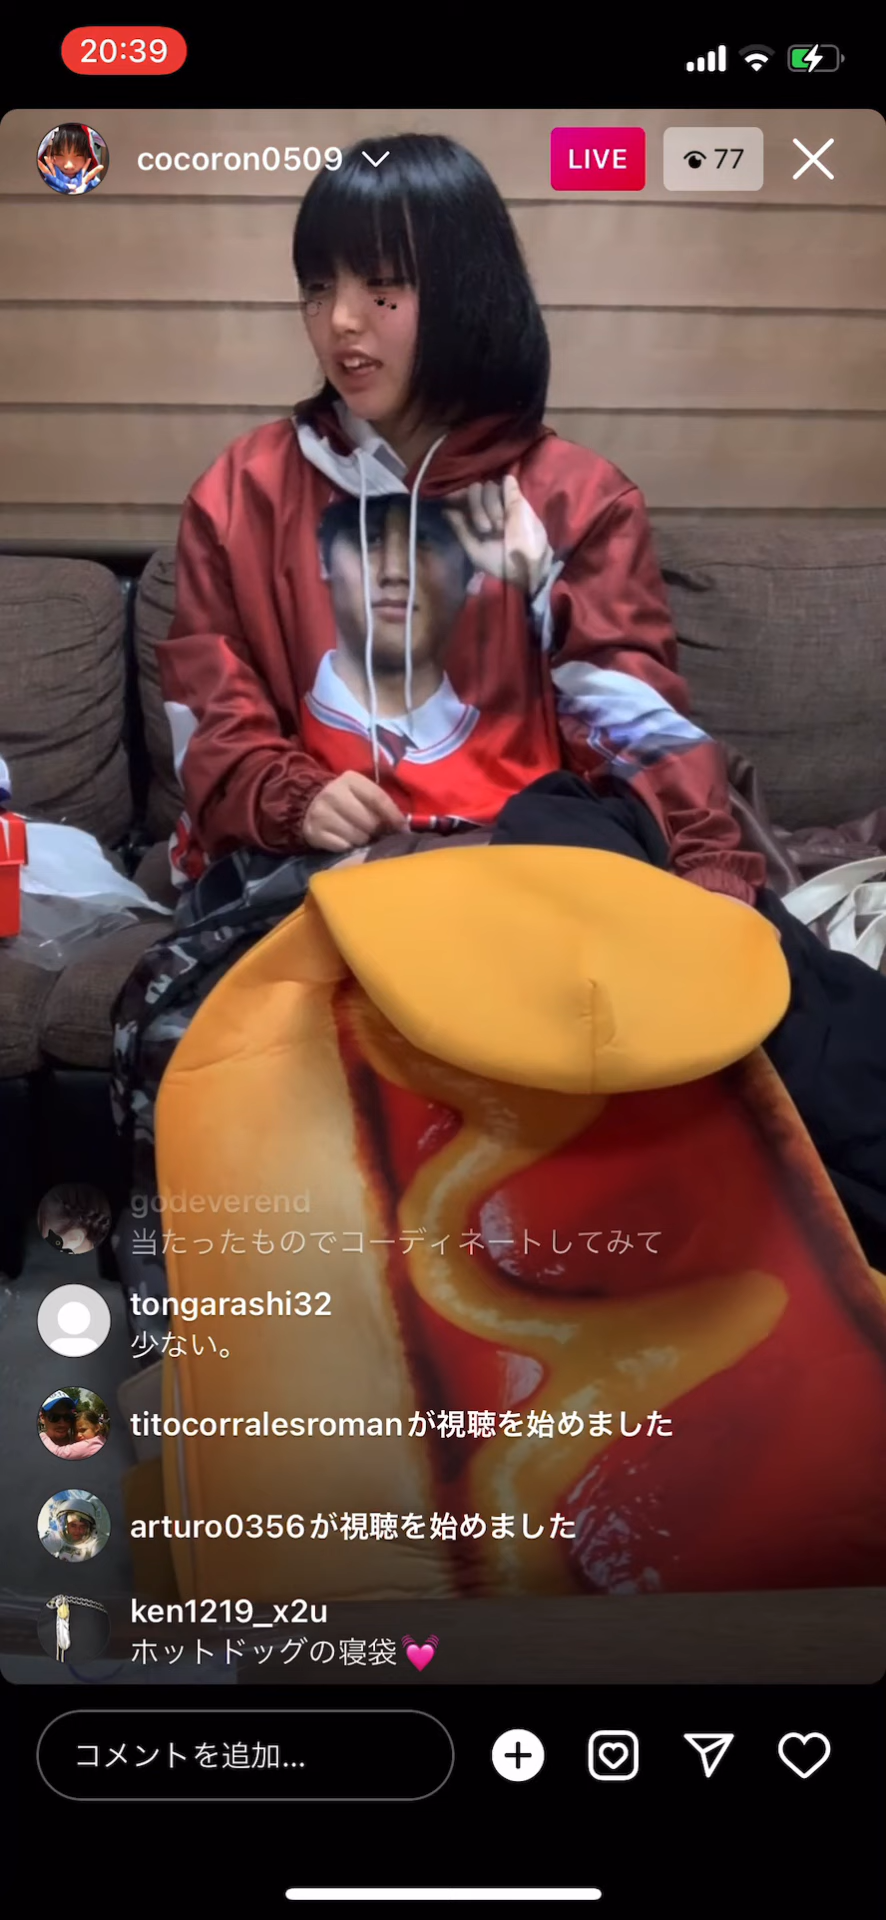 20:39
cocoron0509
LIVE
77
godeverend
当たったものでコーディネートしてみて
tongarashi32
少ない。
titocorralesromanが視聴を始めました
arturo0356が視聴を始めました
ken1219_x2u
ホットドッグの寝袋💓
コメントを追加...